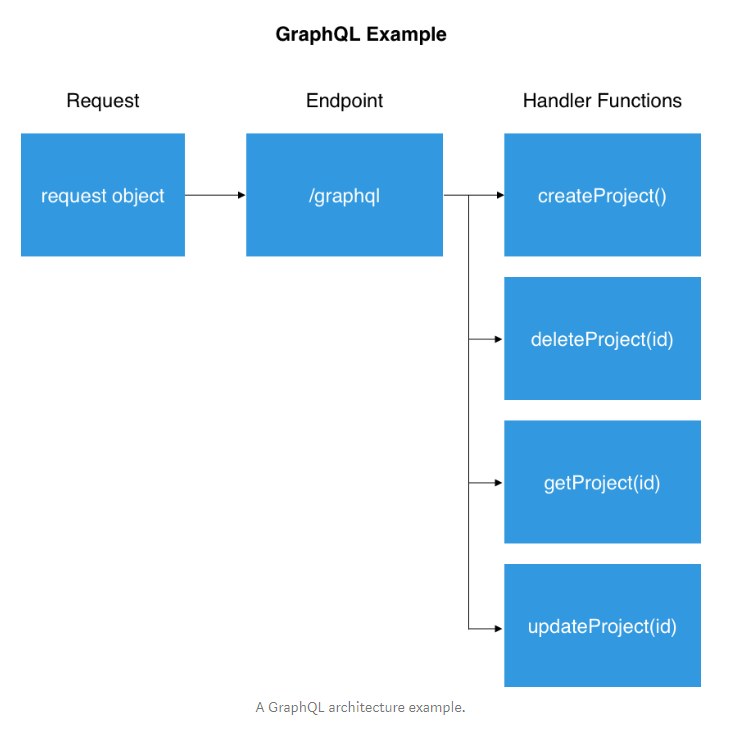 GraphQL Example
Request
Endpoint
Handler Functions
request object
/graphql
createProject()
deleteProject(id)
getProject(id)
updateProject(id)
A GraphQL architecture example.